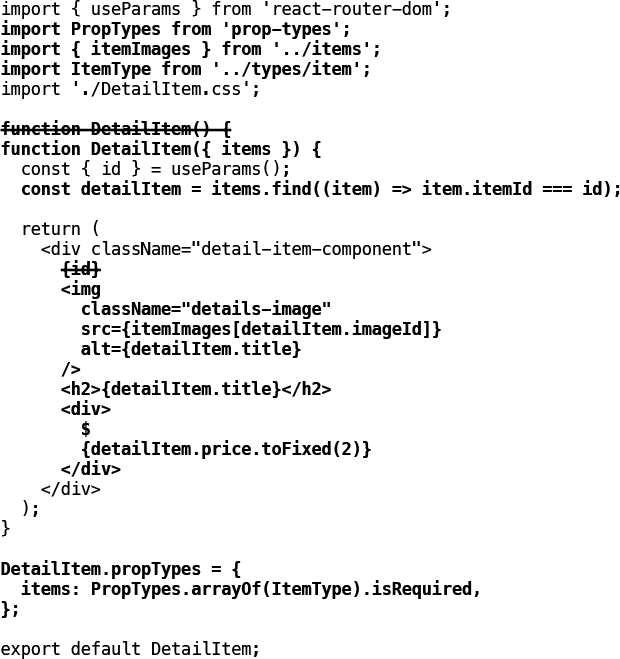 import { useParams } from 'react-router-dom';
import PropTypes from 'prop-types';
import { itemImages } from '../items';
import ItemType from '../types/item';
import './DetailItem.css';

function DetailItem() {
function DetailItem({ items }) {
  const { id } = useParams();
  const detailItem = items.find((item) => item.itemId === id);

  return (
    <div className="detail-item-component">
      {id}
      <img
        className="details-image"
        src={itemImages[detailItem.imageId]}
        alt={detailItem.title}
      />
      <h2>{detailItem.title}</h2>
      <div>
        $
        {detailItem.price.toFixed(2)}
      </div>
    </div>
  );
}

DetailItem.propTypes = {
  items: PropTypes.arrayOf(ItemType).isRequired,
};

export default DetailItem;